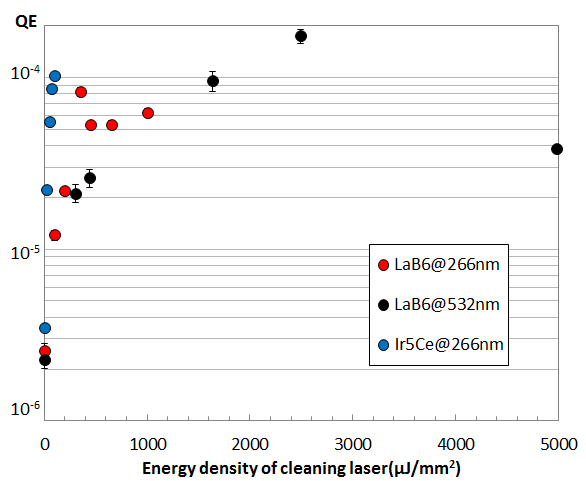 QE
10⁻⁴
10⁻⁵
10⁻⁶
LaB6@266nm
LaB6@532nm
Ir5Ce@266nm
0 1000 2000 3000 4000 5000
Energy density of cleaning laser(μJ/mm²)